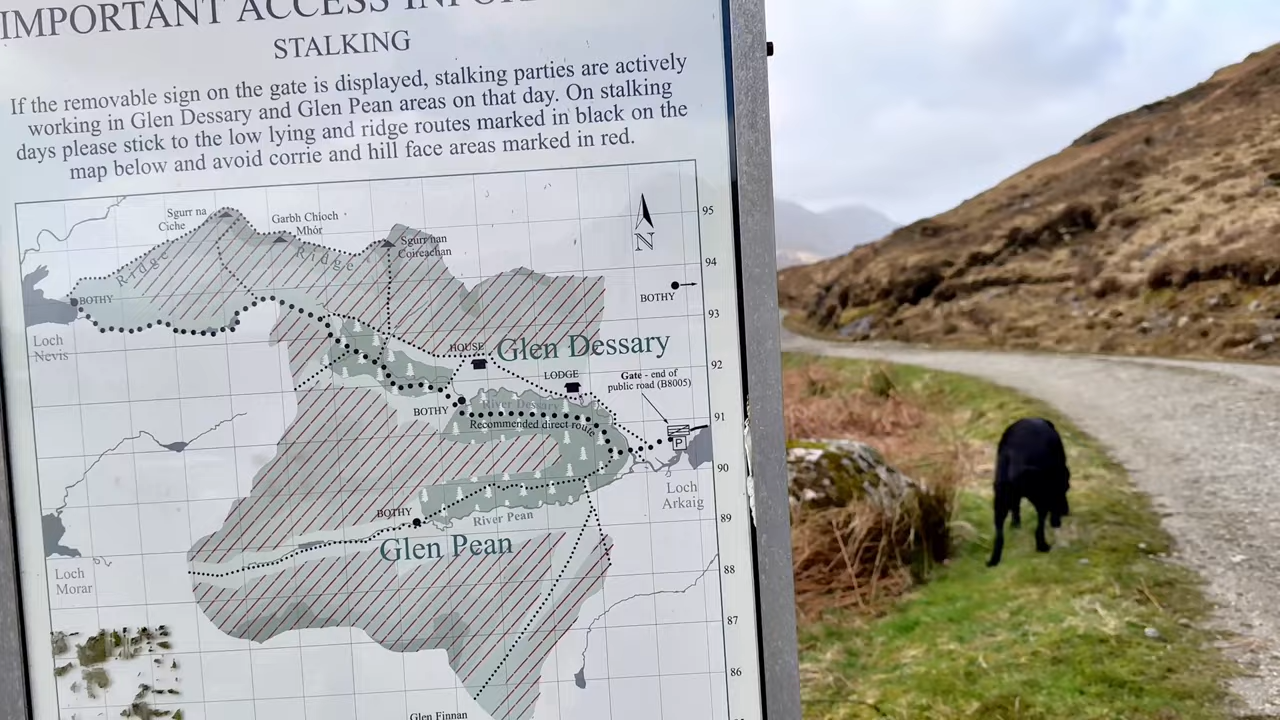 IMPORTANT ACCESS
STALKING
If the removable sign on the gate is displayed, stalking parties are actively
working in Glen Dessary and Glen Pean areas on that day. On stalking
days please stick to the low lying and ridge routes marked in black on the
map below and avoid corrie and hill face areas marked in red.
Sgurr na
Ciche
Garbh Chioch
Mhór
Sgurr nan
Coireachan
Ridge
Ridge
N
95
94
BOTHY
BOTHY
93
Loch
Nevis
HOUSE
Glen Dessary
92
LODGE
Gate - end of
public road (B8005)
BOTHY
River Dessary
Recommended direct route
91
P
90
Loch
Arkaig
BOTHY
River Pean
89
Glen Pean
88
Loch
Morar
87
86
Glen Finnan